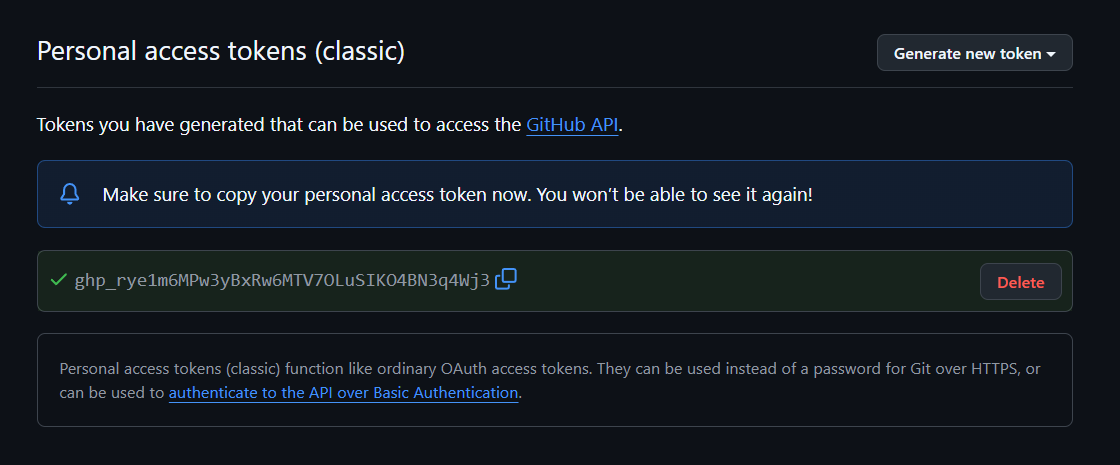 Personal access tokens (classic)
Generate new token
Tokens you have generated that can be used to access the GitHub API.
Make sure to copy your personal access token now. You won’t be able to see it again!
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
Delete
Personal access tokens (classic) function like ordinary OAuth access tokens. They can be used instead of a password for Git over HTTPS, or
can be used to authenticate to the API over Basic Authentication.